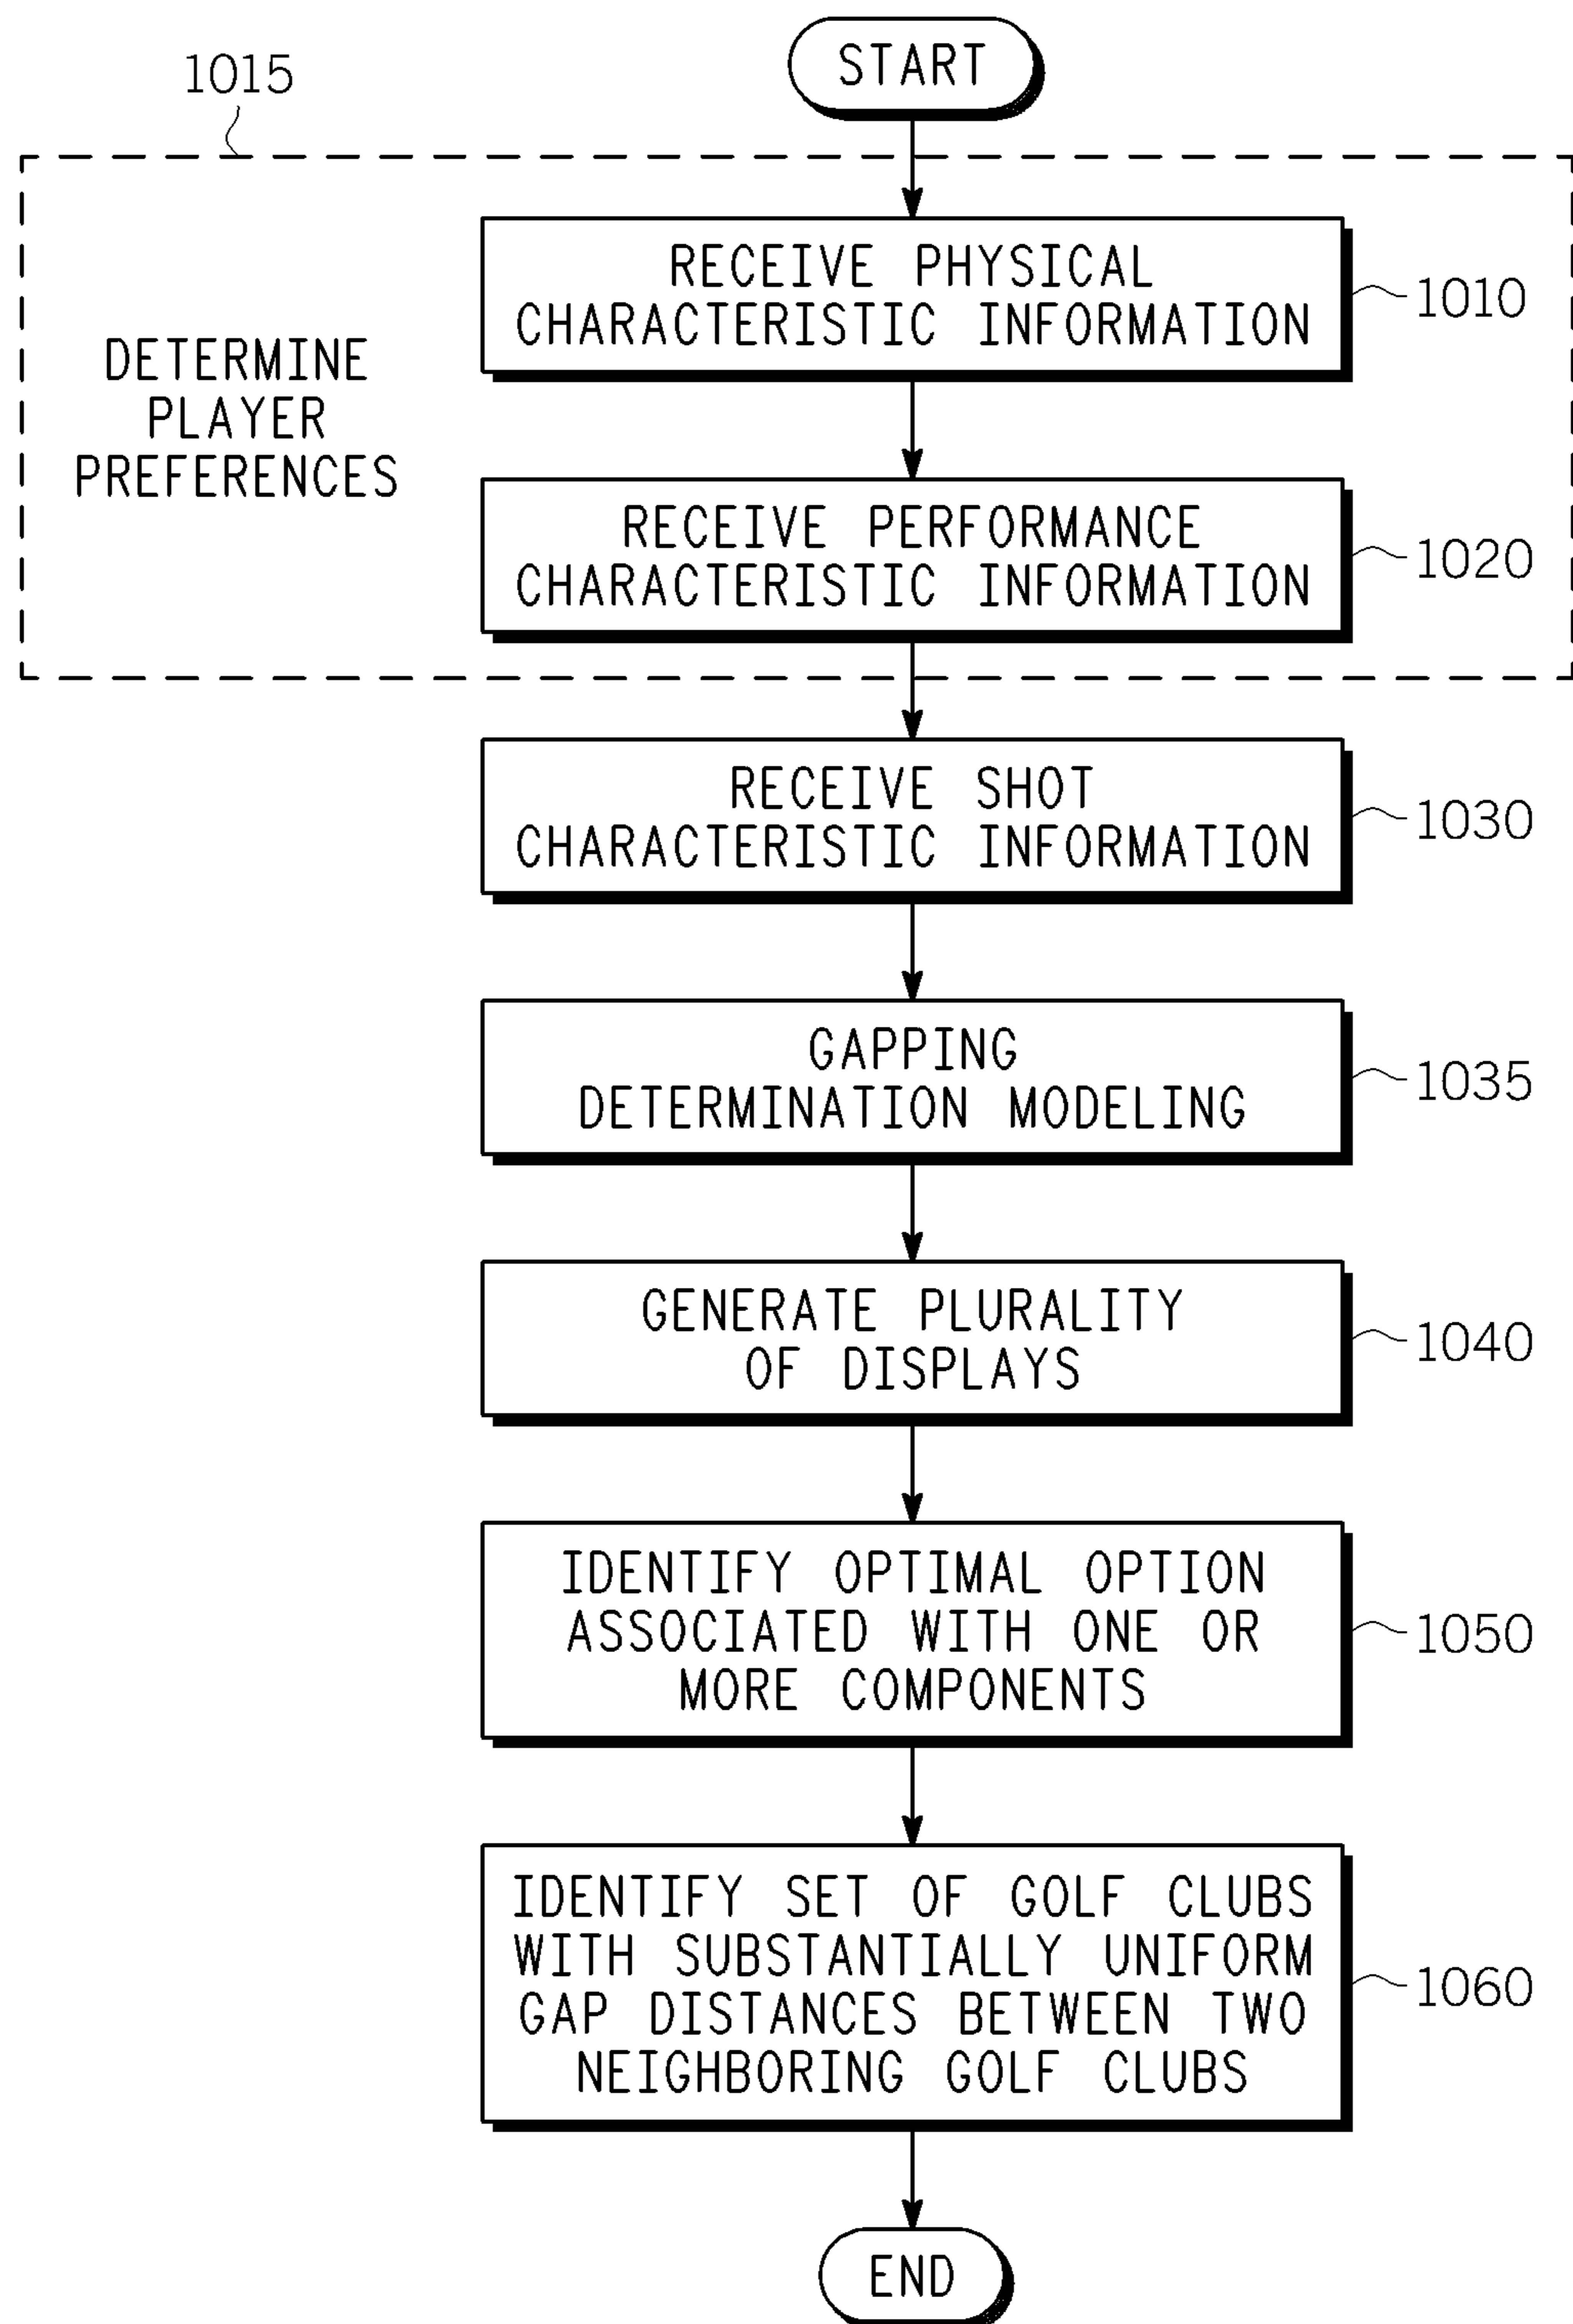 START
1015
RECEIVE PHYSICAL
CHARACTERISTIC INFORMATION
1010
DETERMINE
PLAYER
PREFERENCES
RECEIVE PERFORMANCE
CHARACTERISTIC INFORMATION
1020
RECEIVE SHOT
CHARACTERISTIC INFORMATION
1030
GAPPING
DETERMINATION MODELING
1035
GENERATE PLURALITY
OF DISPLAYS
1040
IDENTIFY OPTIMAL OPTION
ASSOCIATED WITH ONE OR
MORE COMPONENTS
1050
IDENTIFY SET OF GOLF CLUBS
WITH SUBSTANTIALLY UNIFORM
GAP DISTANCES BETWEEN TWO
NEIGHBORING GOLF CLUBS
1060
END